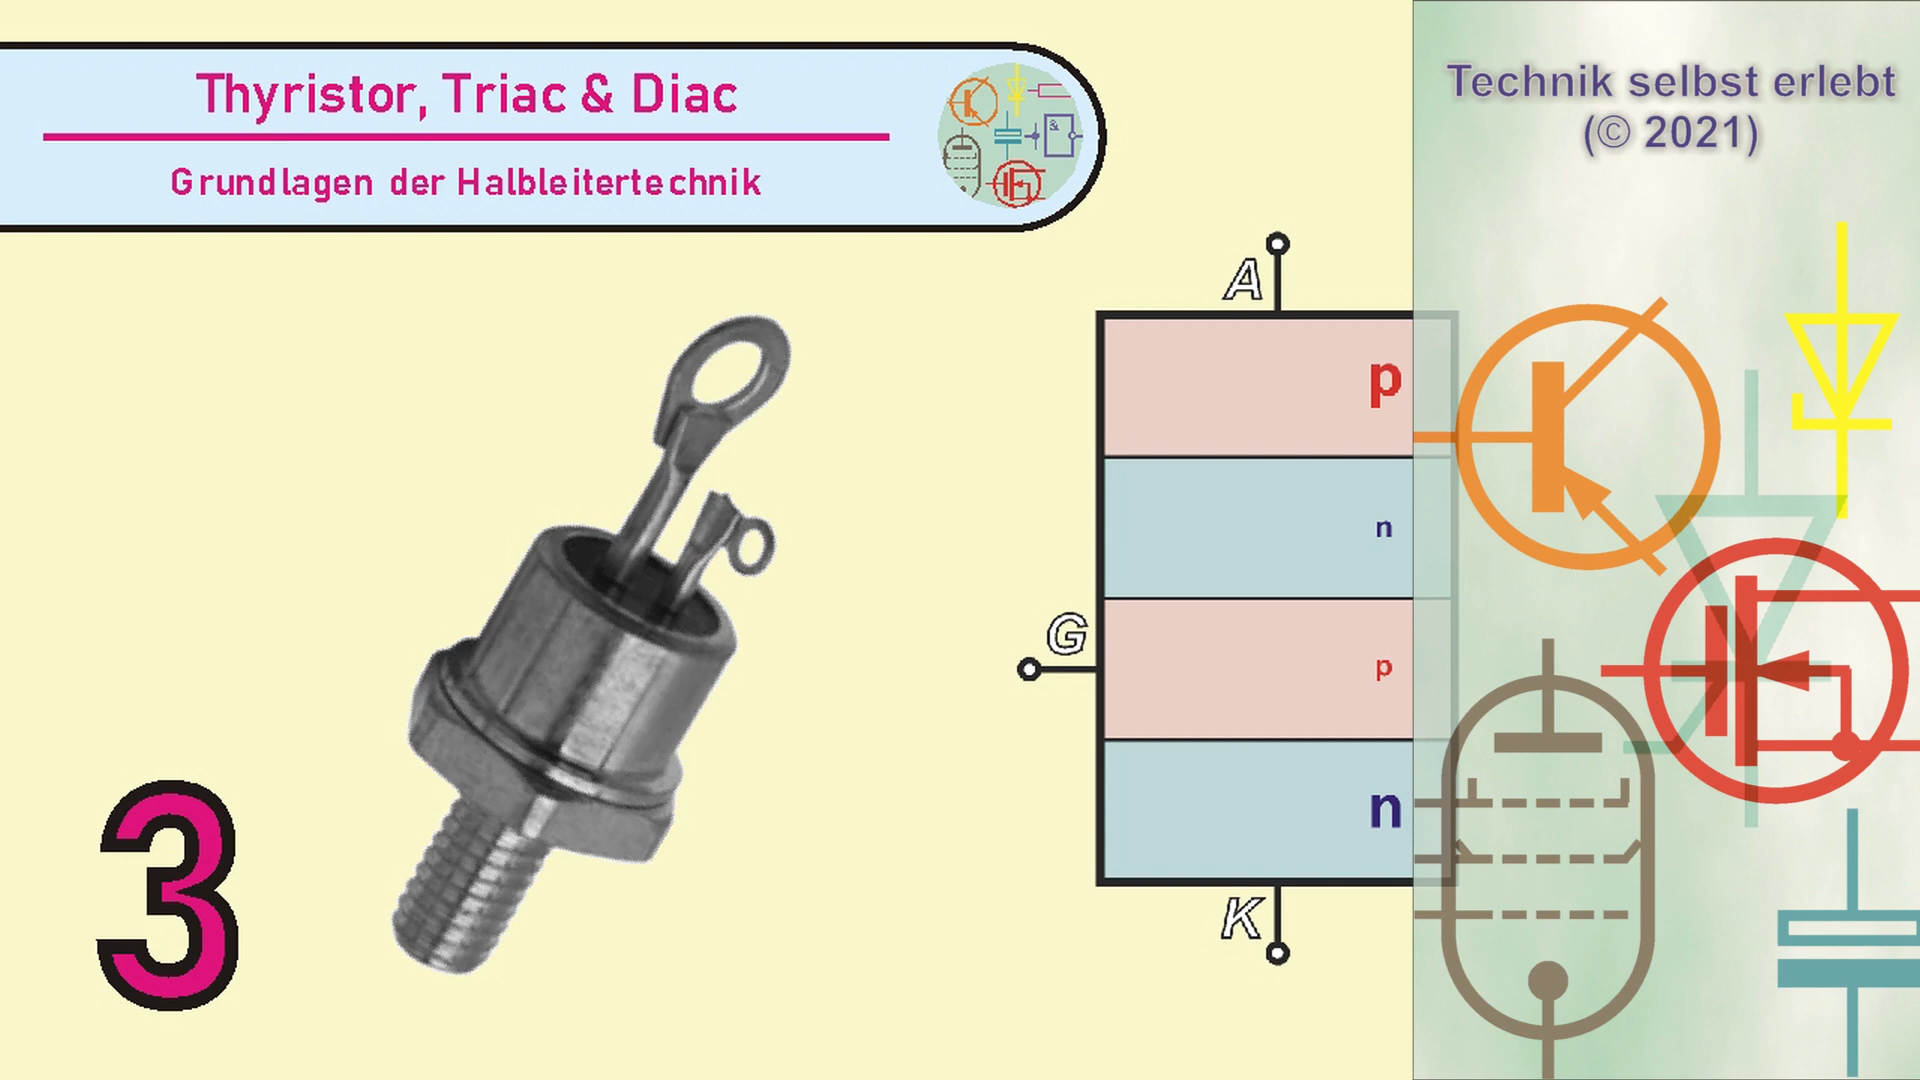 Thyristor, Triac & Diac
Grundlagen der Halbleitertechnik
&
Technik selbst erlebt
(© 2021)
A
p
n
G
p
n
K
3